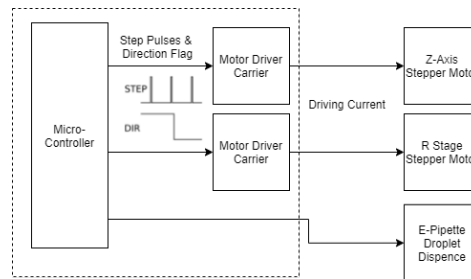 Step Pulses &
Direction Flag
Motor Driver
Carrier
Z-Axis
Stepper Moto
STEP
Driving Current
DIR
Micro-
Controller
Motor Driver
Carrier
R Stage
Stepper Moto
E-Pipette
Droplet
Dispence